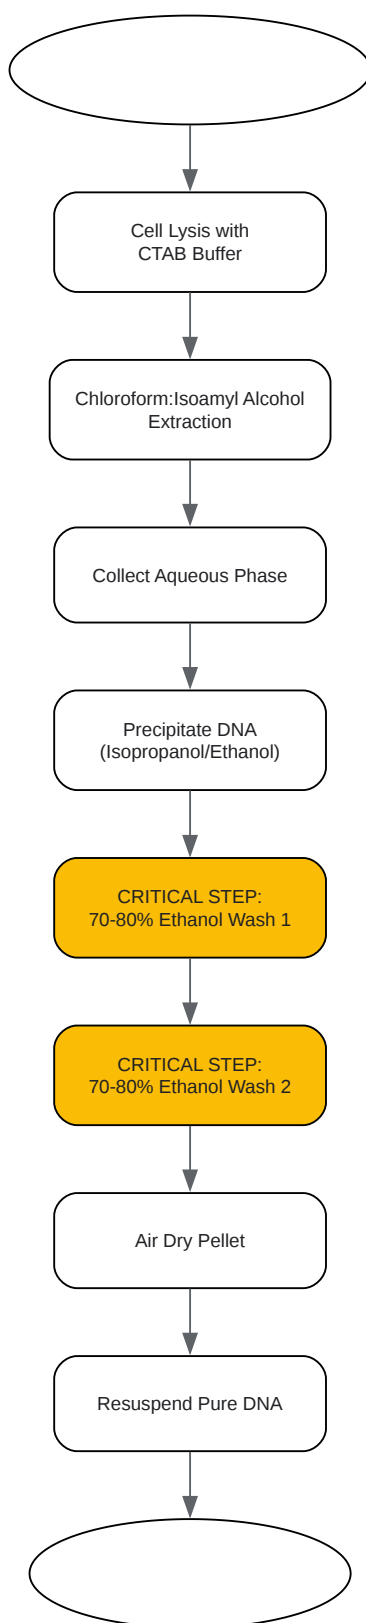 Cell Lysis with
CTAB Buffer
Chloroform:Isoamyl Alcohol
Extraction
Collect Aqueous Phase
Precipitate DNA
(Isopropanol/Ethanol)
CRITICAL STEP:
70-80% Ethanol Wash 1
CRITICAL STEP:
70-80% Ethanol Wash 2
Air Dry Pellet
Resuspend Pure DNA